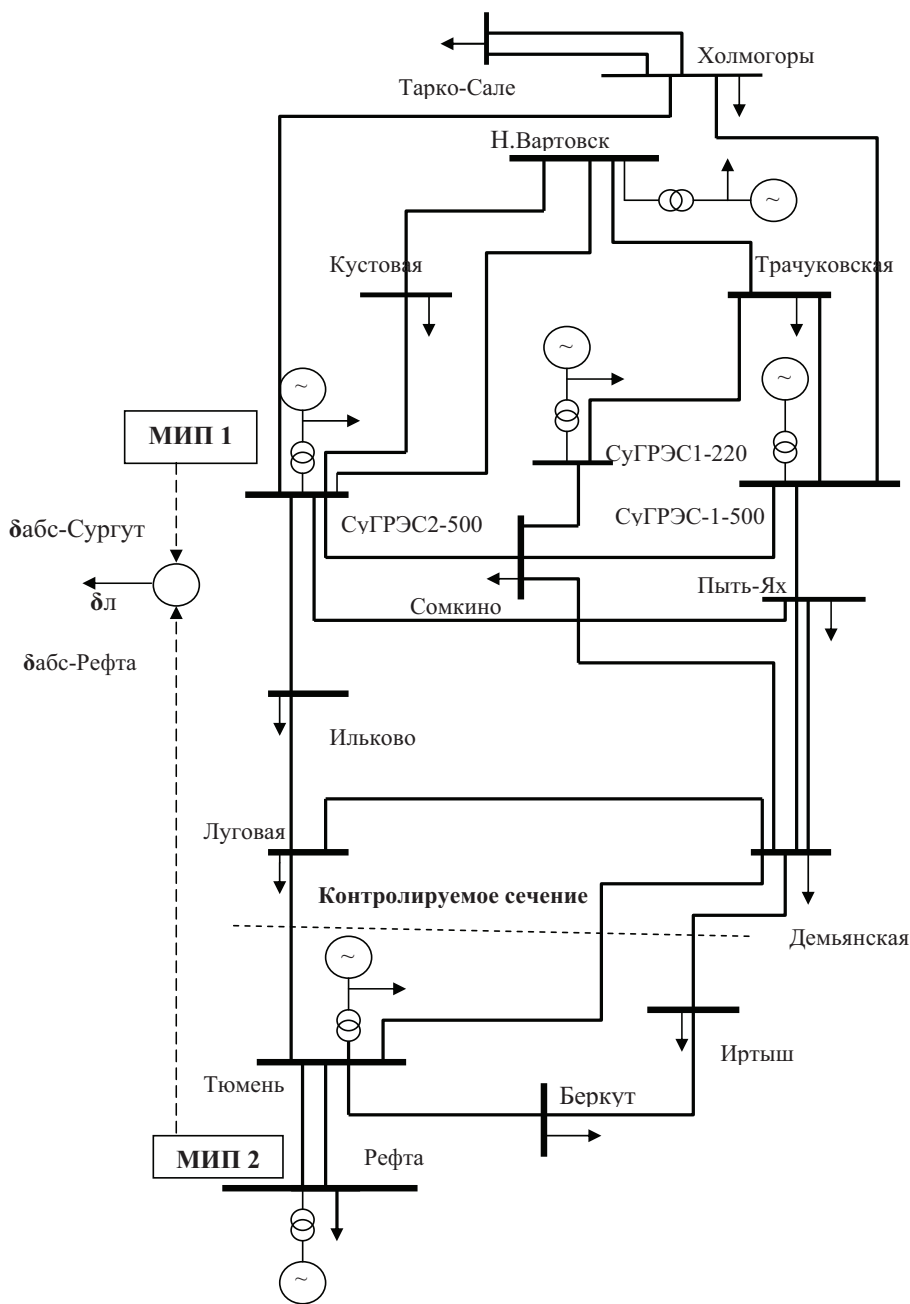 Холмогоры
Тарко-Сале
Н.Вартовск
Кустовая
Трачуковская
~
~
~
~
МИП 1
СуГРЭС1-220
СуГРЭС2-500
СуГРЭС-1-500
δабс-Сургут
δл
Сомкино
Пыть-Ях
δабс-Рефта
Ильково
Луговая
Контролируемое сечение
Демьянская
~
Иртыш
Тюмень
Беркут
МИП 2
Рефта
~